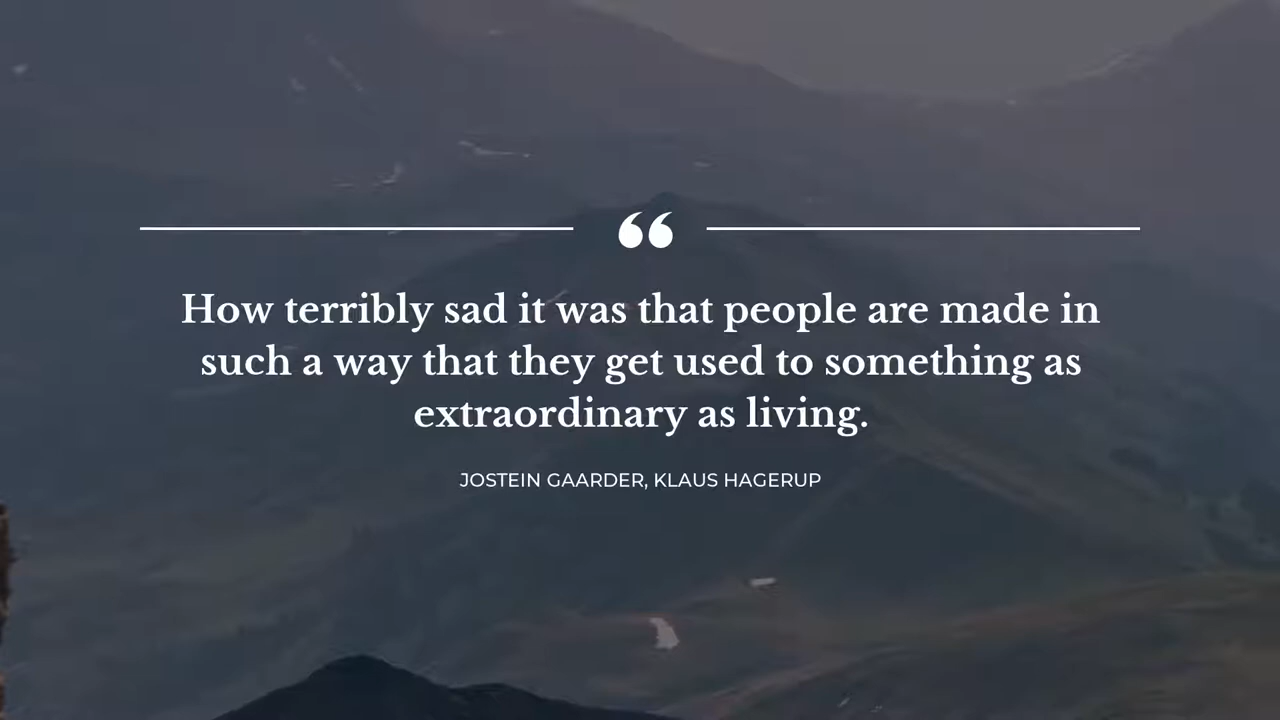 “
How terribly sad it was that people are made in
such a way that they get used to something as
extraordinary as living.
JOSTEIN GAARDER, KLAUS HAGERUP